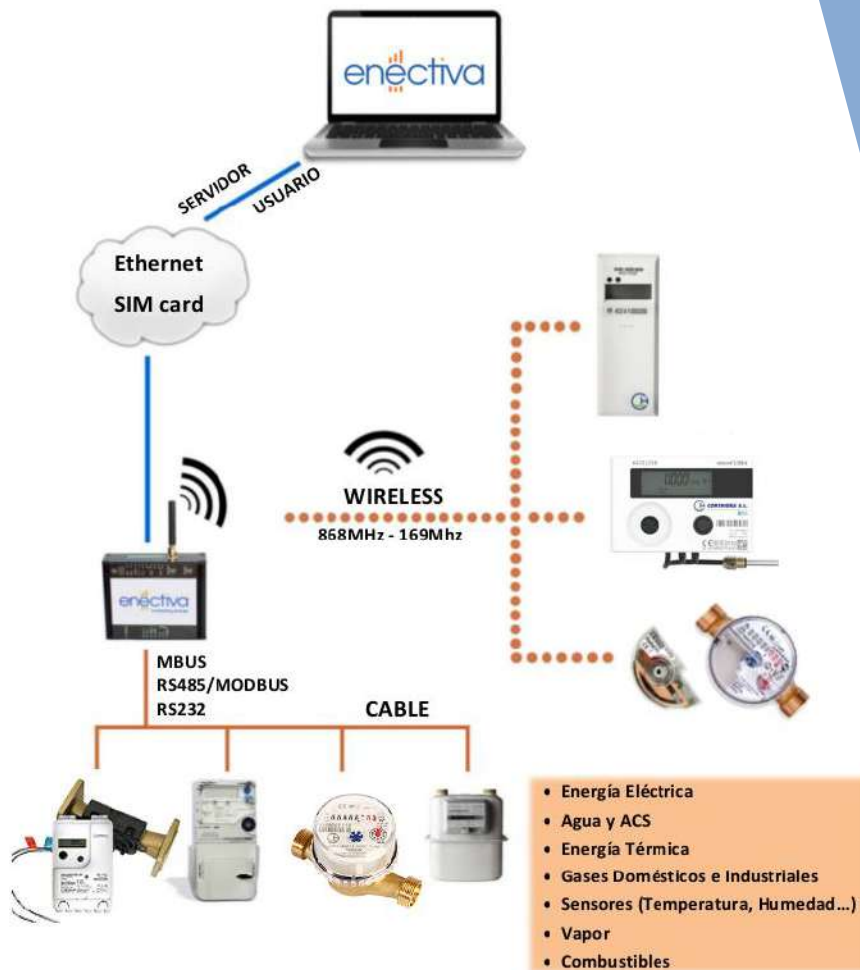 enectiva
SERVIDOR
USUARIO
Ethernet
SIM card
WIRELESS
868MHz - 169Mhz
enectiva
MBUS
RS485/MODBUS
RS232
CABLE
• Energía Eléctrica
• Agua y ACS
• Energía Térmica
• Gases Domésticos e Industriales
• Sensores (Temperatura, Humedad...)
• Vapor
• Combustibles